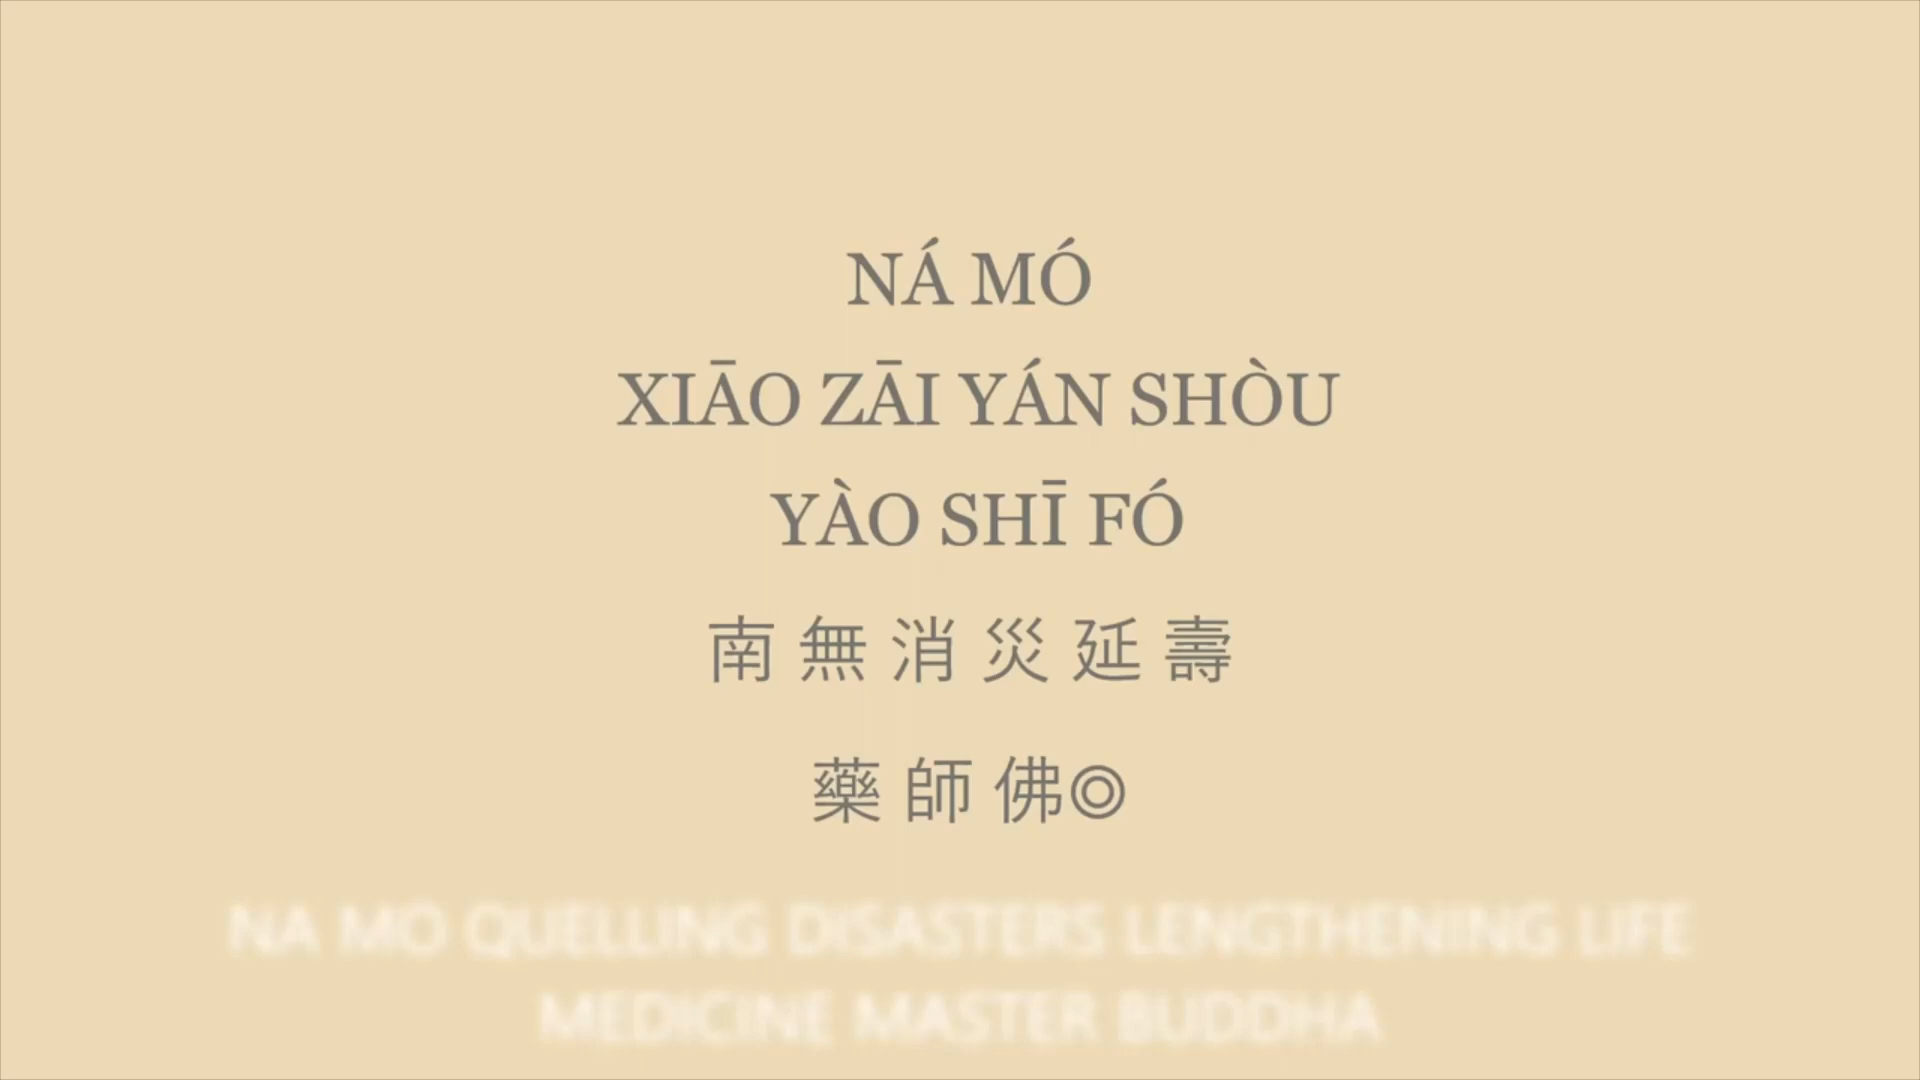 NÁ MÓ
XIĀO ZĀI YÁN SHÒU
YÀO SHĪ FÓ
南 無 消 災 延 壽
藥 師 佛◎
NA MO QUELLING DISASTERS LENGTHENING LIFE
MEDICINE MASTER BUDDHA